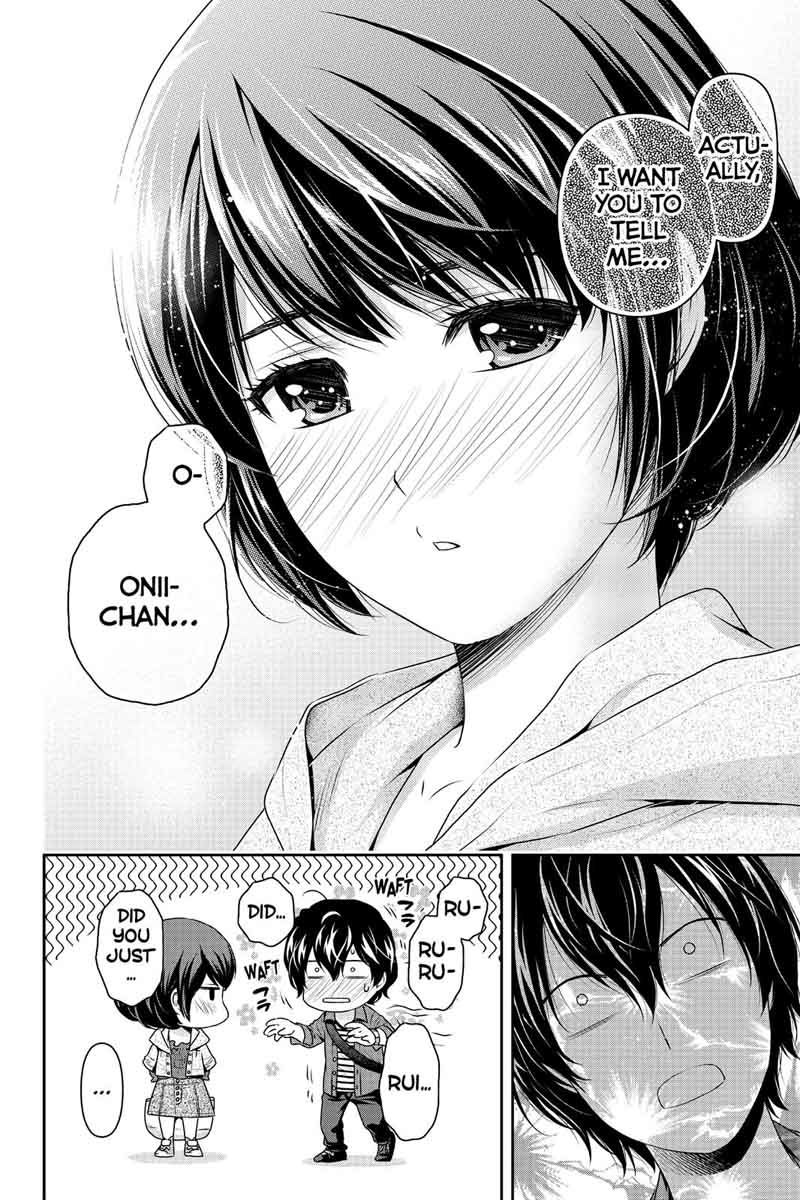 ACTU-
ALLY,
I WANT
YOU TO
TELL
ME...
O-
ONII-
CHAN...
RU-
RU-
RU-
RUI...
WAFT
WAFT
DID...
DID
YOU
JUST
...
...